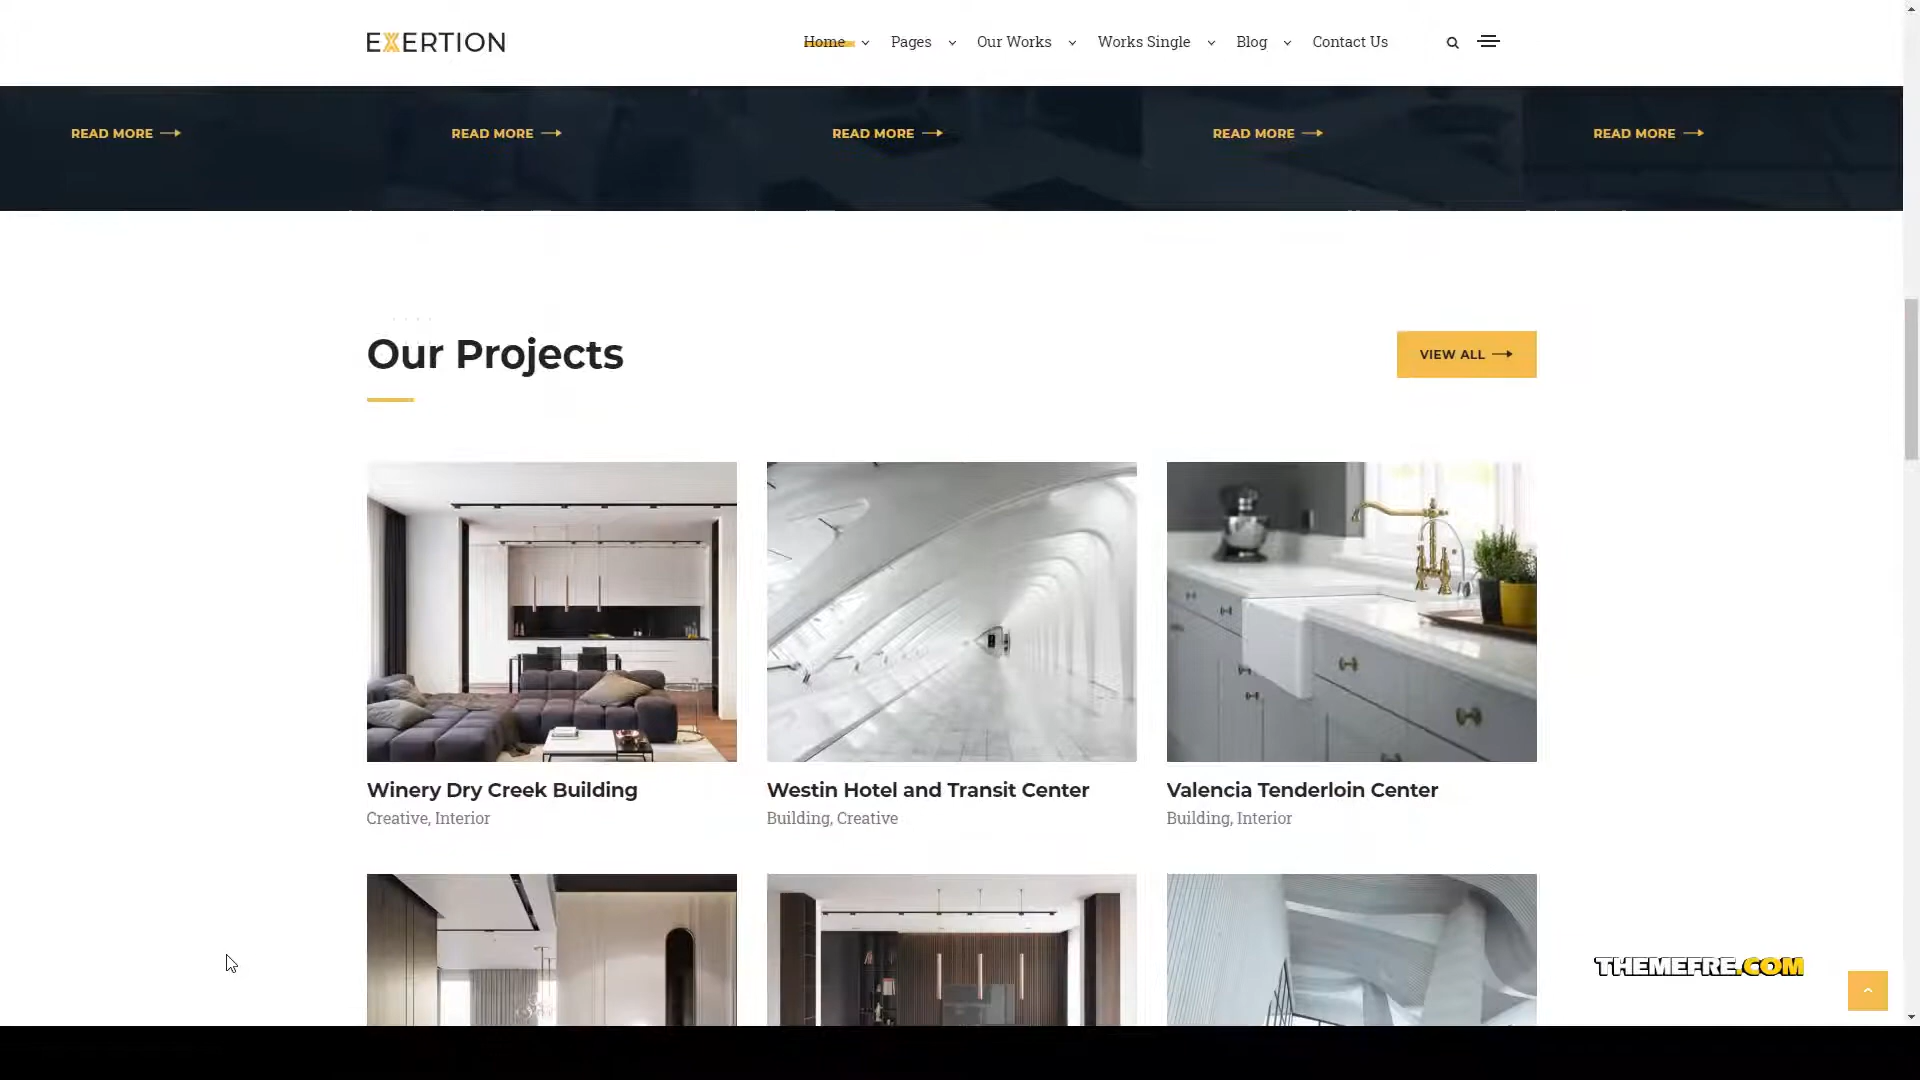 EXERTION
Home Pages Our Works Works Single Blog Contact Us
READ MORE READ MORE READ MORE READ MORE READ MORE
Our Projects
VIEW ALL
Winery Dry Creek Building
Creative, Interior
Westin Hotel and Transit Center
Building, Creative
Valencia Tenderloin Center
Building, Interior
THEMEFRE.COM